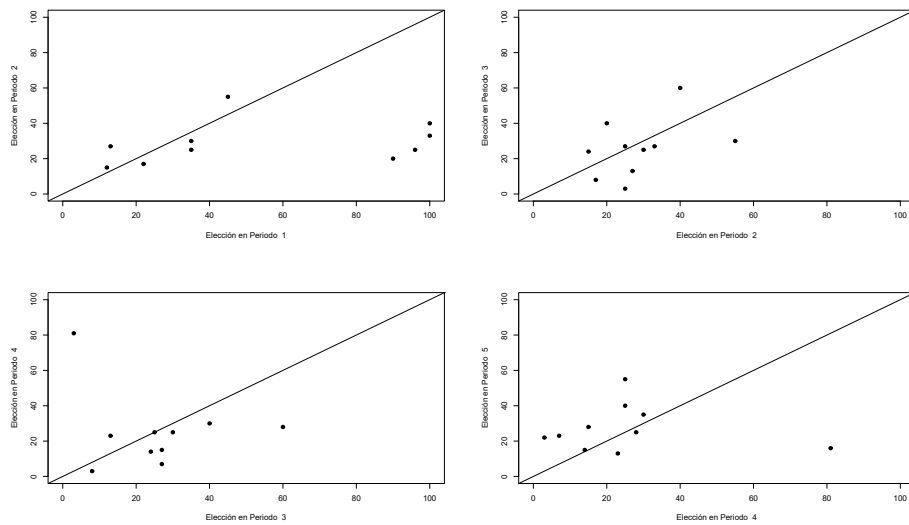 Elección en Periodo 2
100
80
60
40
20
0
0 20 40 60 80 100
Elección en Periodo 1
Elección en Periodo 3
100
80
60
40
20
0
0 20 40 60 80 100
Elección en Periodo 2
Elección en Periodo 4
100
80
60
40
20
0
0 20 40 60 80 100
Elección en Periodo 3
Elección en Periodo 5
100
80
60
40
20
0
0 20 40 60 80 100
Elección en Periodo 4